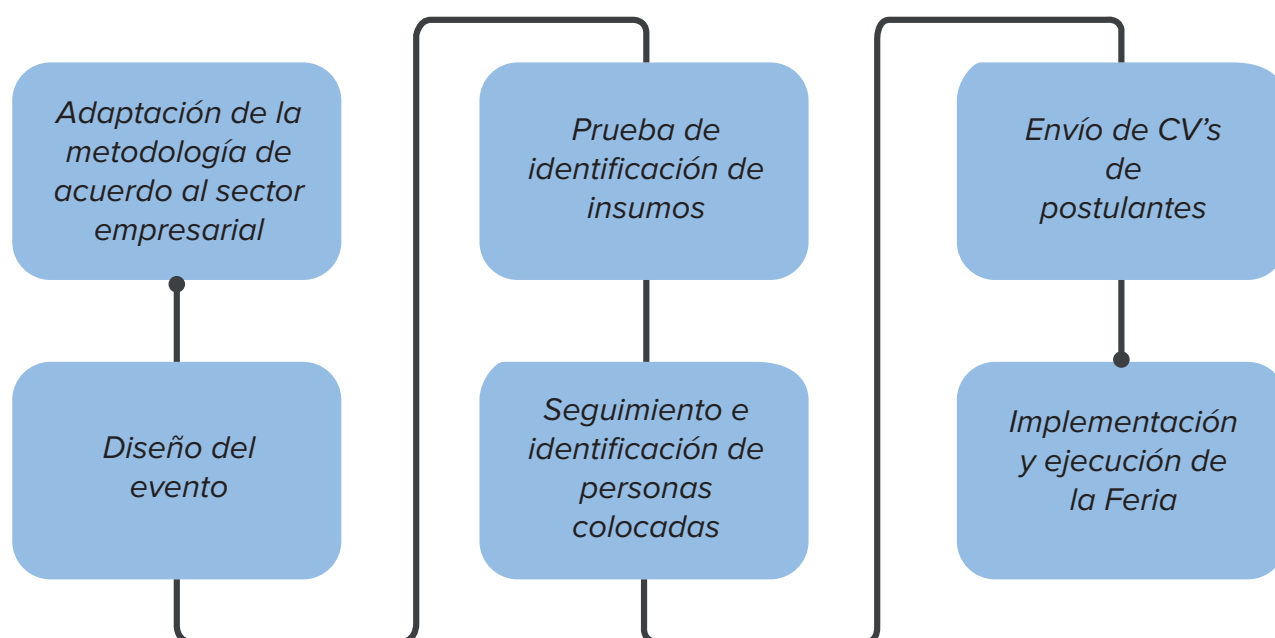 Adaptación de la
metodología de
acuerdo al sector
empresarial
Diseño del
evento
Prueba de
identificación de
insumos
Seguimiento e
identificación de
personas
colocadas
Envío de CV’s
de
postulantes
Implementación
y ejecución de
la Feria